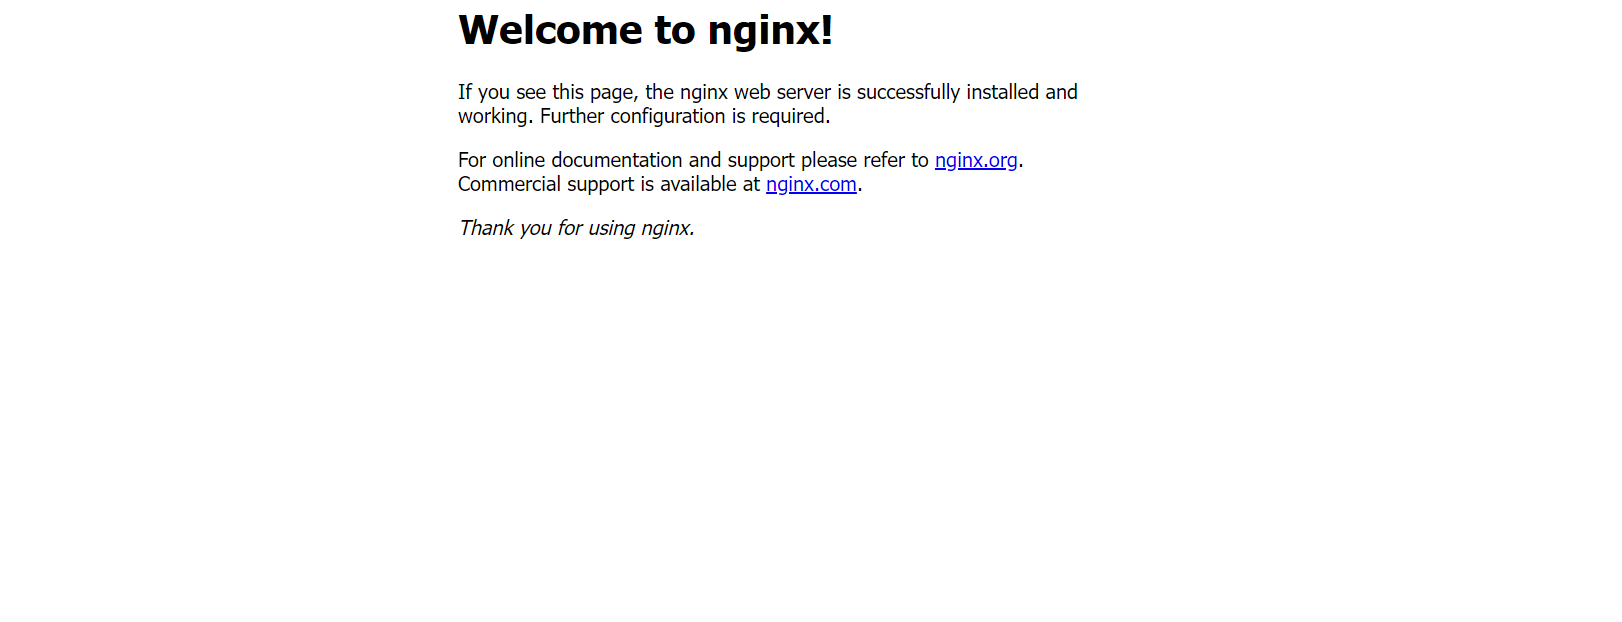 Welcome to nginx!
If you see this page, the nginx web server is successfully installed and
working. Further configuration is required.
For online documentation and support please refer to nginx.org.
Commercial support is available at nginx.com.
Thank you for using nginx.